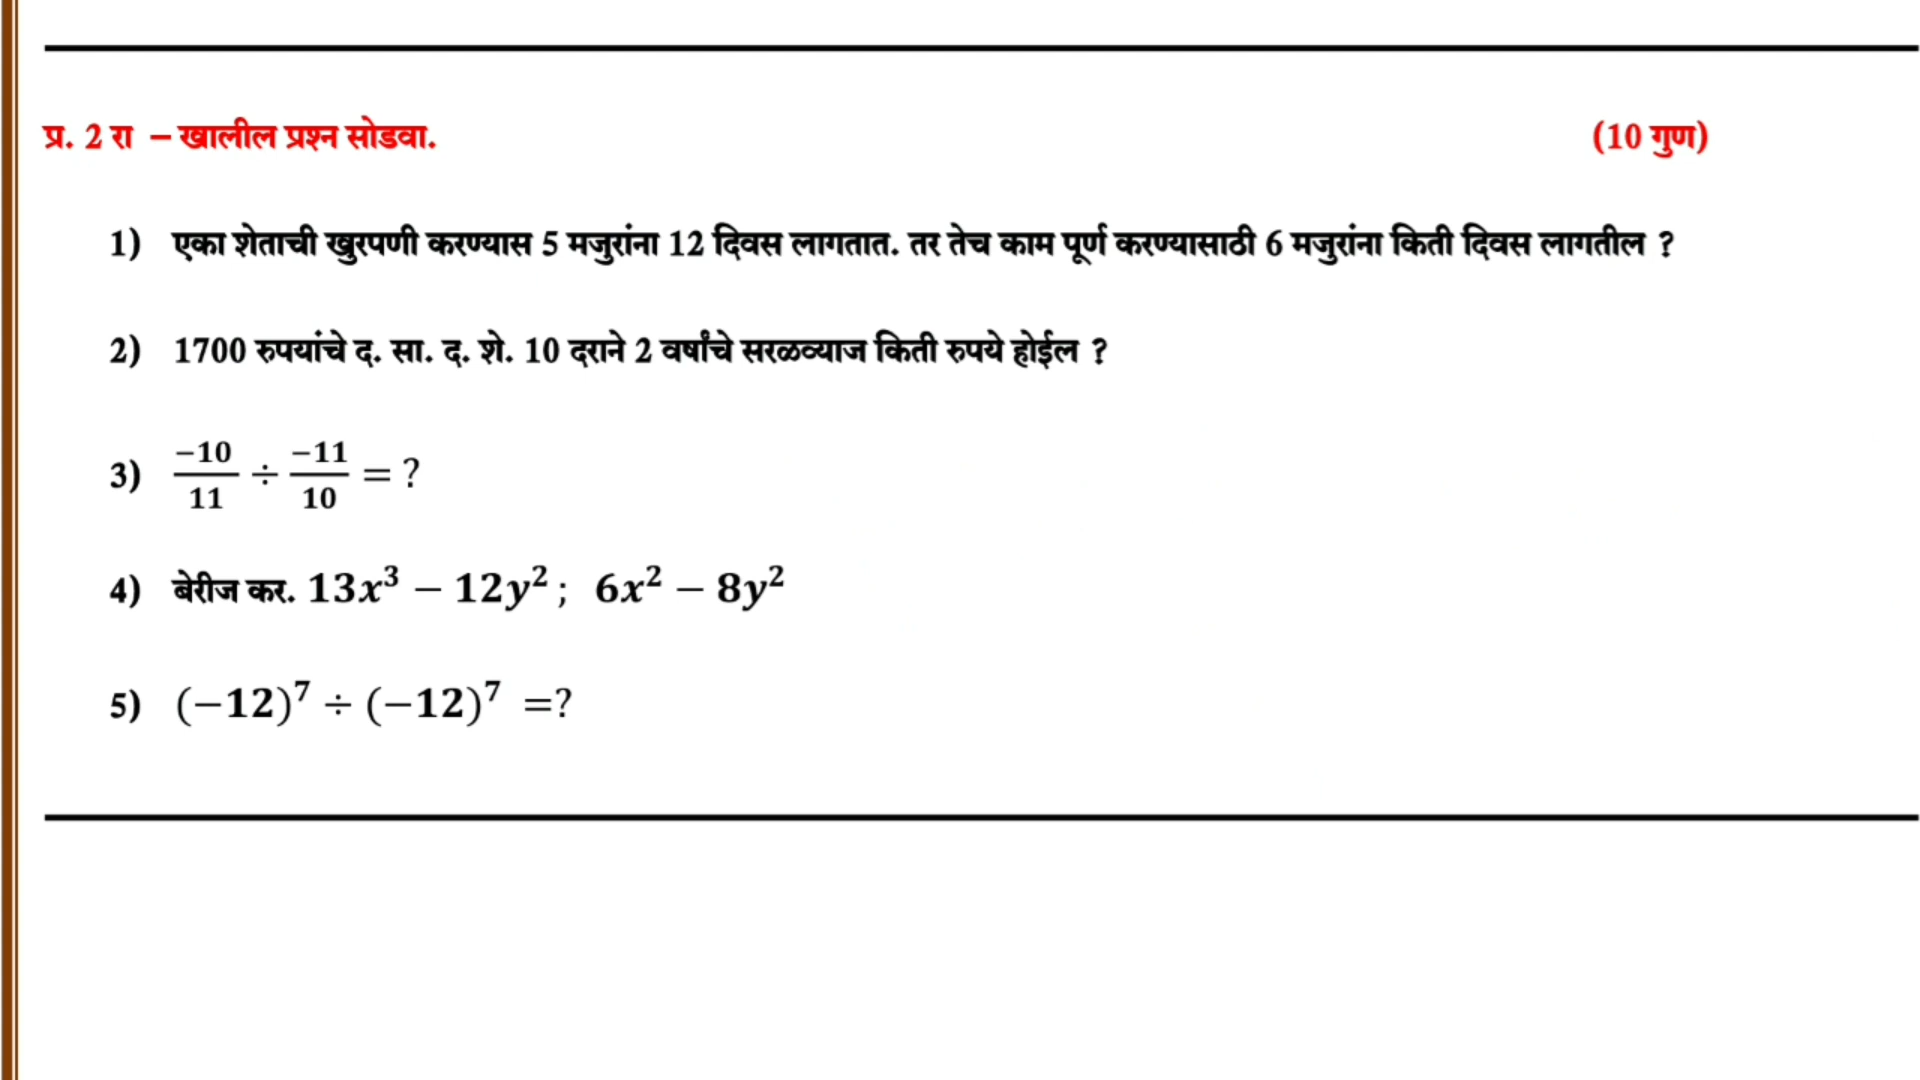 प्र. 2 रा – खालील प्रश्न सोडवा. (10 गुण)
1) एका शेताची खुरपणी करण्यास 5 मजुरांना 12 दिवस लागतात. तर तेच काम पूर्ण करण्यासाठी 6 मजुरांना किती दिवस लागतील ?
2) 1700 रुपयांचे द. सा. द. शे. 10 दराने 2 वर्षांचे सरळव्याज किती रुपये होईल ?
3) −10/11 ÷ −11/10 = ?
4) बेरीज कर. 13x³ − 12y² ; 6x² − 8y²
5) (−12)⁷ ÷ (−12)⁷ =?